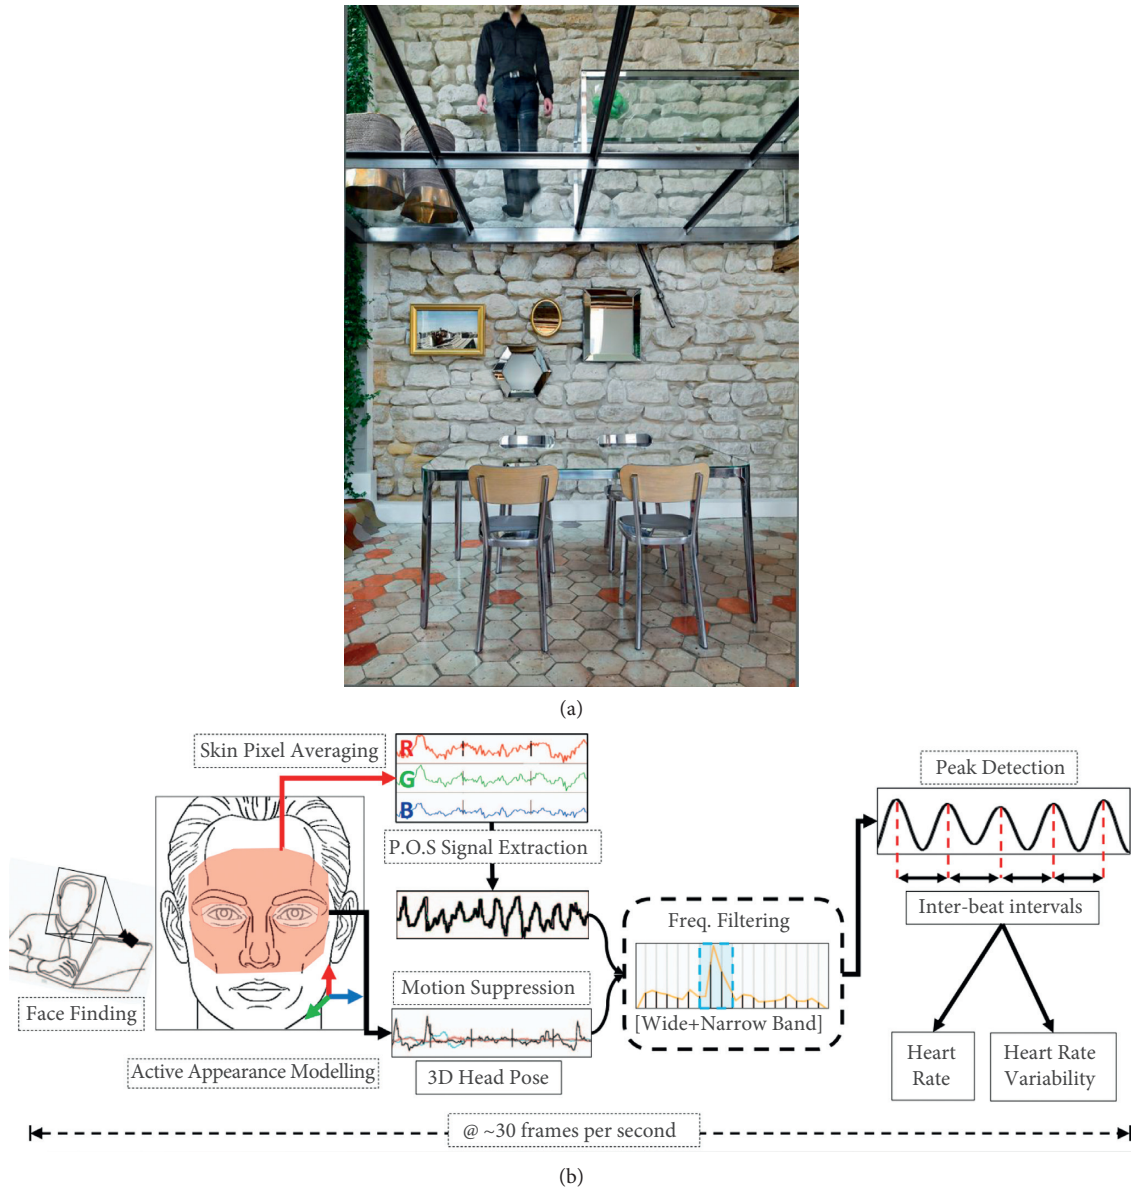 (a)
Skin Pixel Averaging
R
G
B
P.O.S Signal Extraction
Peak Detection
Freq. Filtering
[Wide+Narrow Band]
Inter-beat intervals
Face Finding
Motion Suppression
3D Head Pose
Active Appearance Modelling
Heart
Rate
Heart Rate
Variability
@ ~30 frames per second
(b)